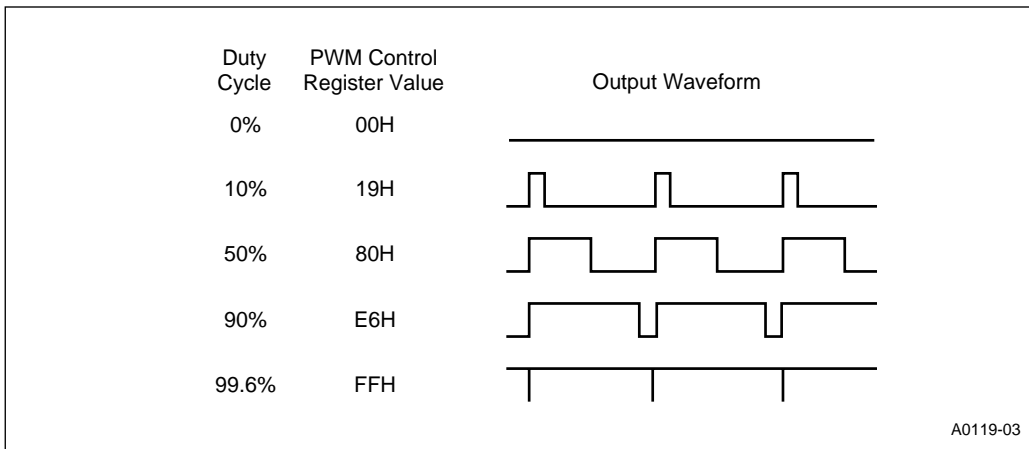 Duty Cycle PWM Control Register Value Output Waveform
0% 00H
10% 19H
50% 80H
90% E6H
99.6% FFH
A0119-03